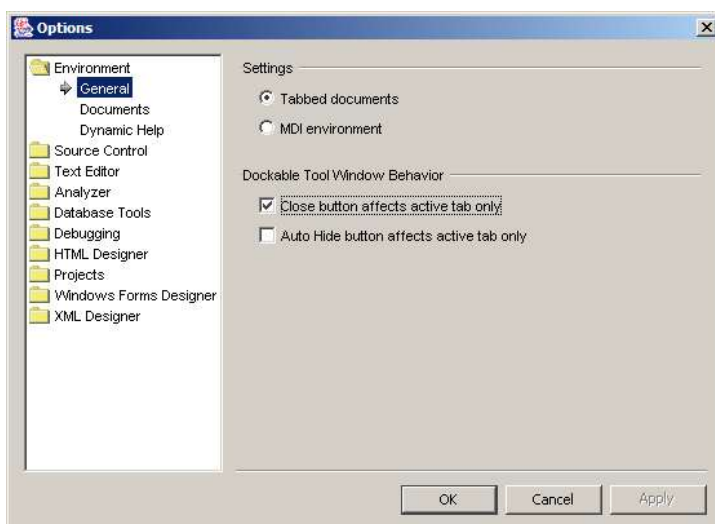 Options
Environment
General
Documents
Dynamic Help
Source Control
Text Editor
Analyzer
Database Tools
Debugging
HTML Designer
Projects
Windows Forms Designer
XML Designer
Settings
Tabbed documents
MDI environment
Dockable Tool Window Behavior
Close button affects active tab only
Auto Hide button affects active tab only
OK
Cancel
Apply